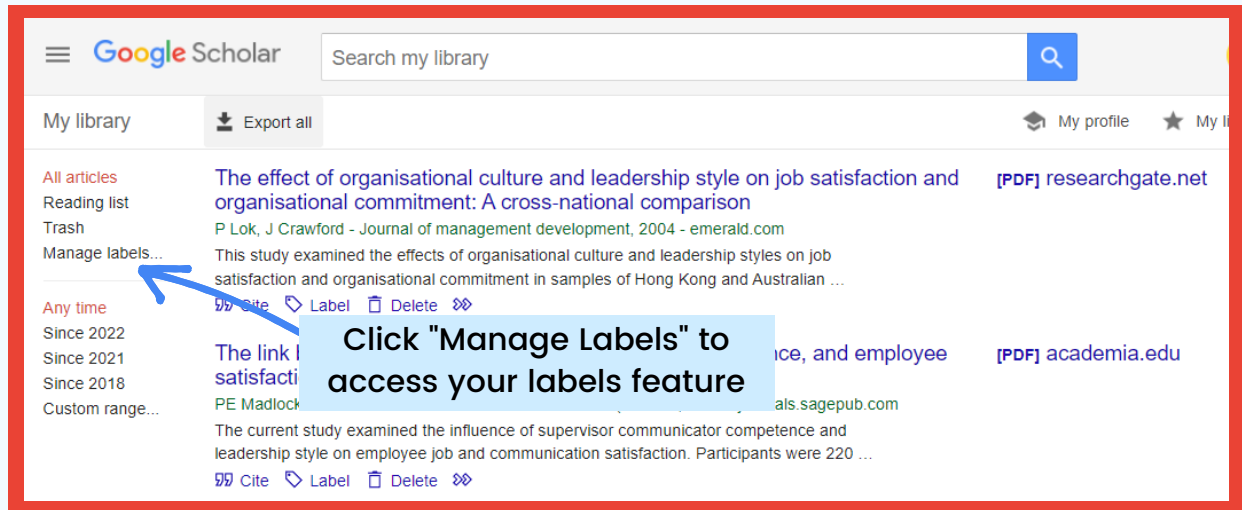 Google Scholar
Search my library
My library
Export all
My profile
My li
All articles
Reading list
Trash
Manage labels...
Any time
Since 2022
Since 2021
Since 2018
Custom range...
The effect of organisational culture and leadership style on job satisfaction and
organisational commitment: A cross-national comparison
P Lok, J Crawford - Journal of management development, 2004 - emerald.com
This study examined the effects of organisational culture and leadership styles on job
satisfaction and organisational commitment in samples of Hong Kong and Australian ...
Cite Label Delete
[PDF] researchgate.net
Click "Manage Labels" to
access your labels feature
The link and employee
PE Madlock als.sagepub.com
The current study examined the influence of supervisor communicator competence and
leadership style on employee job and communication satisfaction. Participants were 220 ...
Cite Label Delete
[PDF] academia.edu